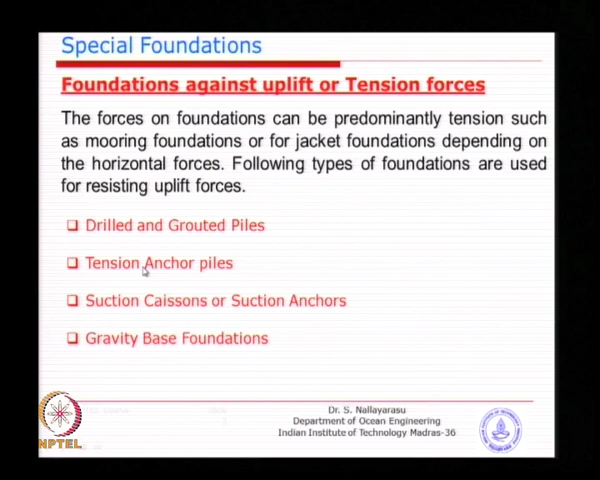 Special Foundations
Foundations against uplift or Tension forces
The forces on foundations can be predominantly tension such
as mooring foundations or for jacket foundations depending on
the horizontal forces. Following types of foundations are used
for resisting uplift forces.
Drilled and Grouted Piles
Tension Anchor piles
Suction Caissons or Suction Anchors
Gravity Base Foundations
Dr. S. Nallayarasu
Department of Ocean Engineering
Indian Institute of Technology Madras-36
NPTEL